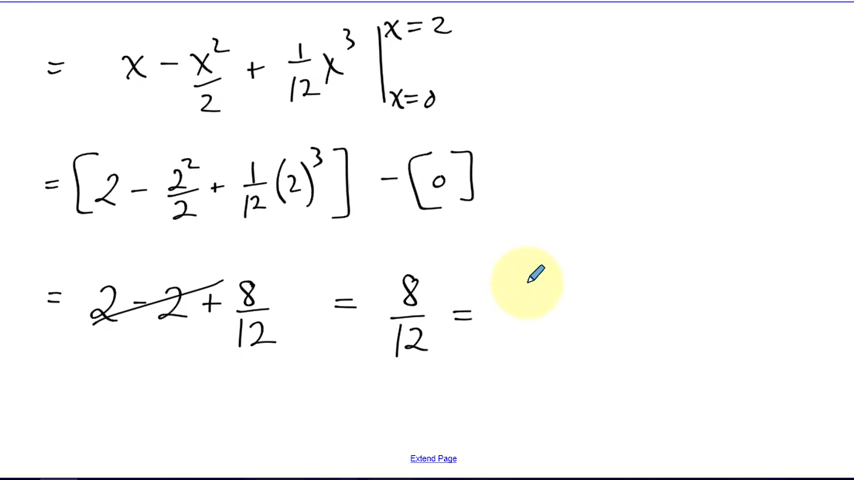 = x - x²/2 + 1/12 x³ |x=2 x=0
= [2 - 2²/2 + 1/12 (2)³] - [0]
= 2 - 2 + 8/12 = 8/12 =
Extend Page